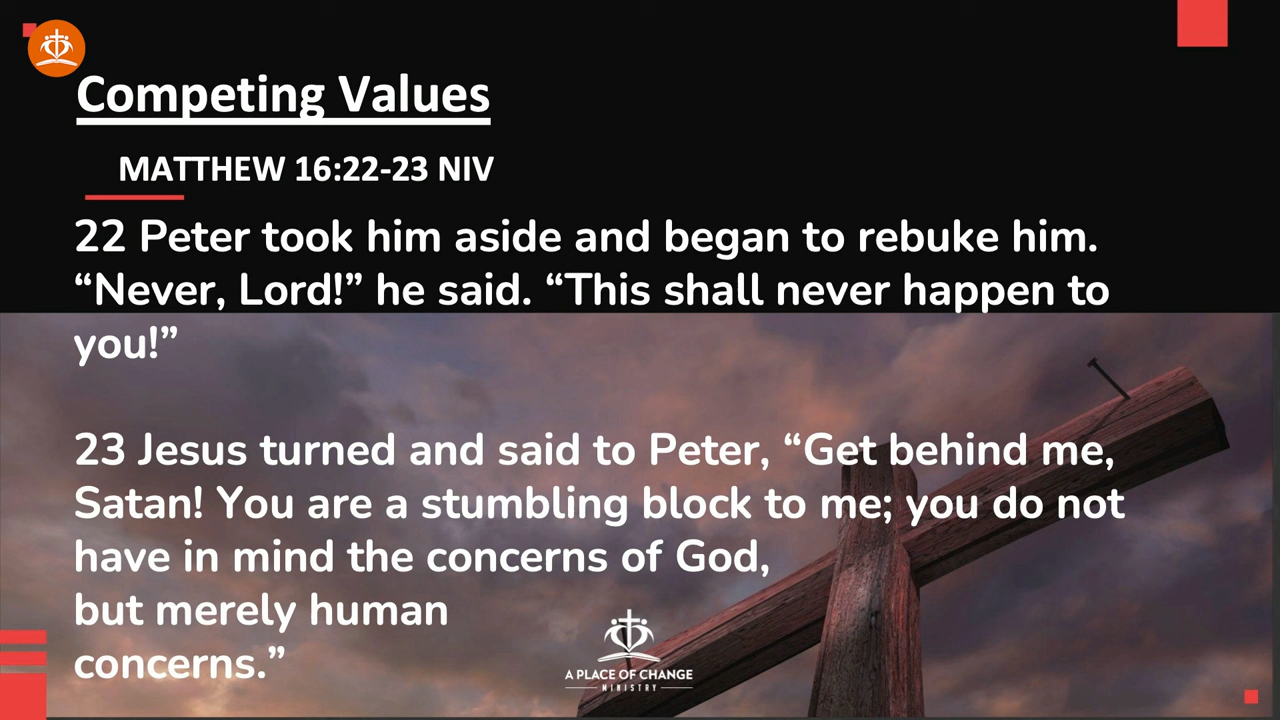 Competing Values
MATTHEW 16:22-23 NIV
22 Peter took him aside and began to rebuke him.
“Never, Lord!” he said. “This shall never happen to
you!”
23 Jesus turned and said to Peter, “Get behind me,
Satan! You are a stumbling block to me; you do not
have in mind the concerns of God,
but merely human
concerns.”
A PLACE OF CHANGE
MINISTRY